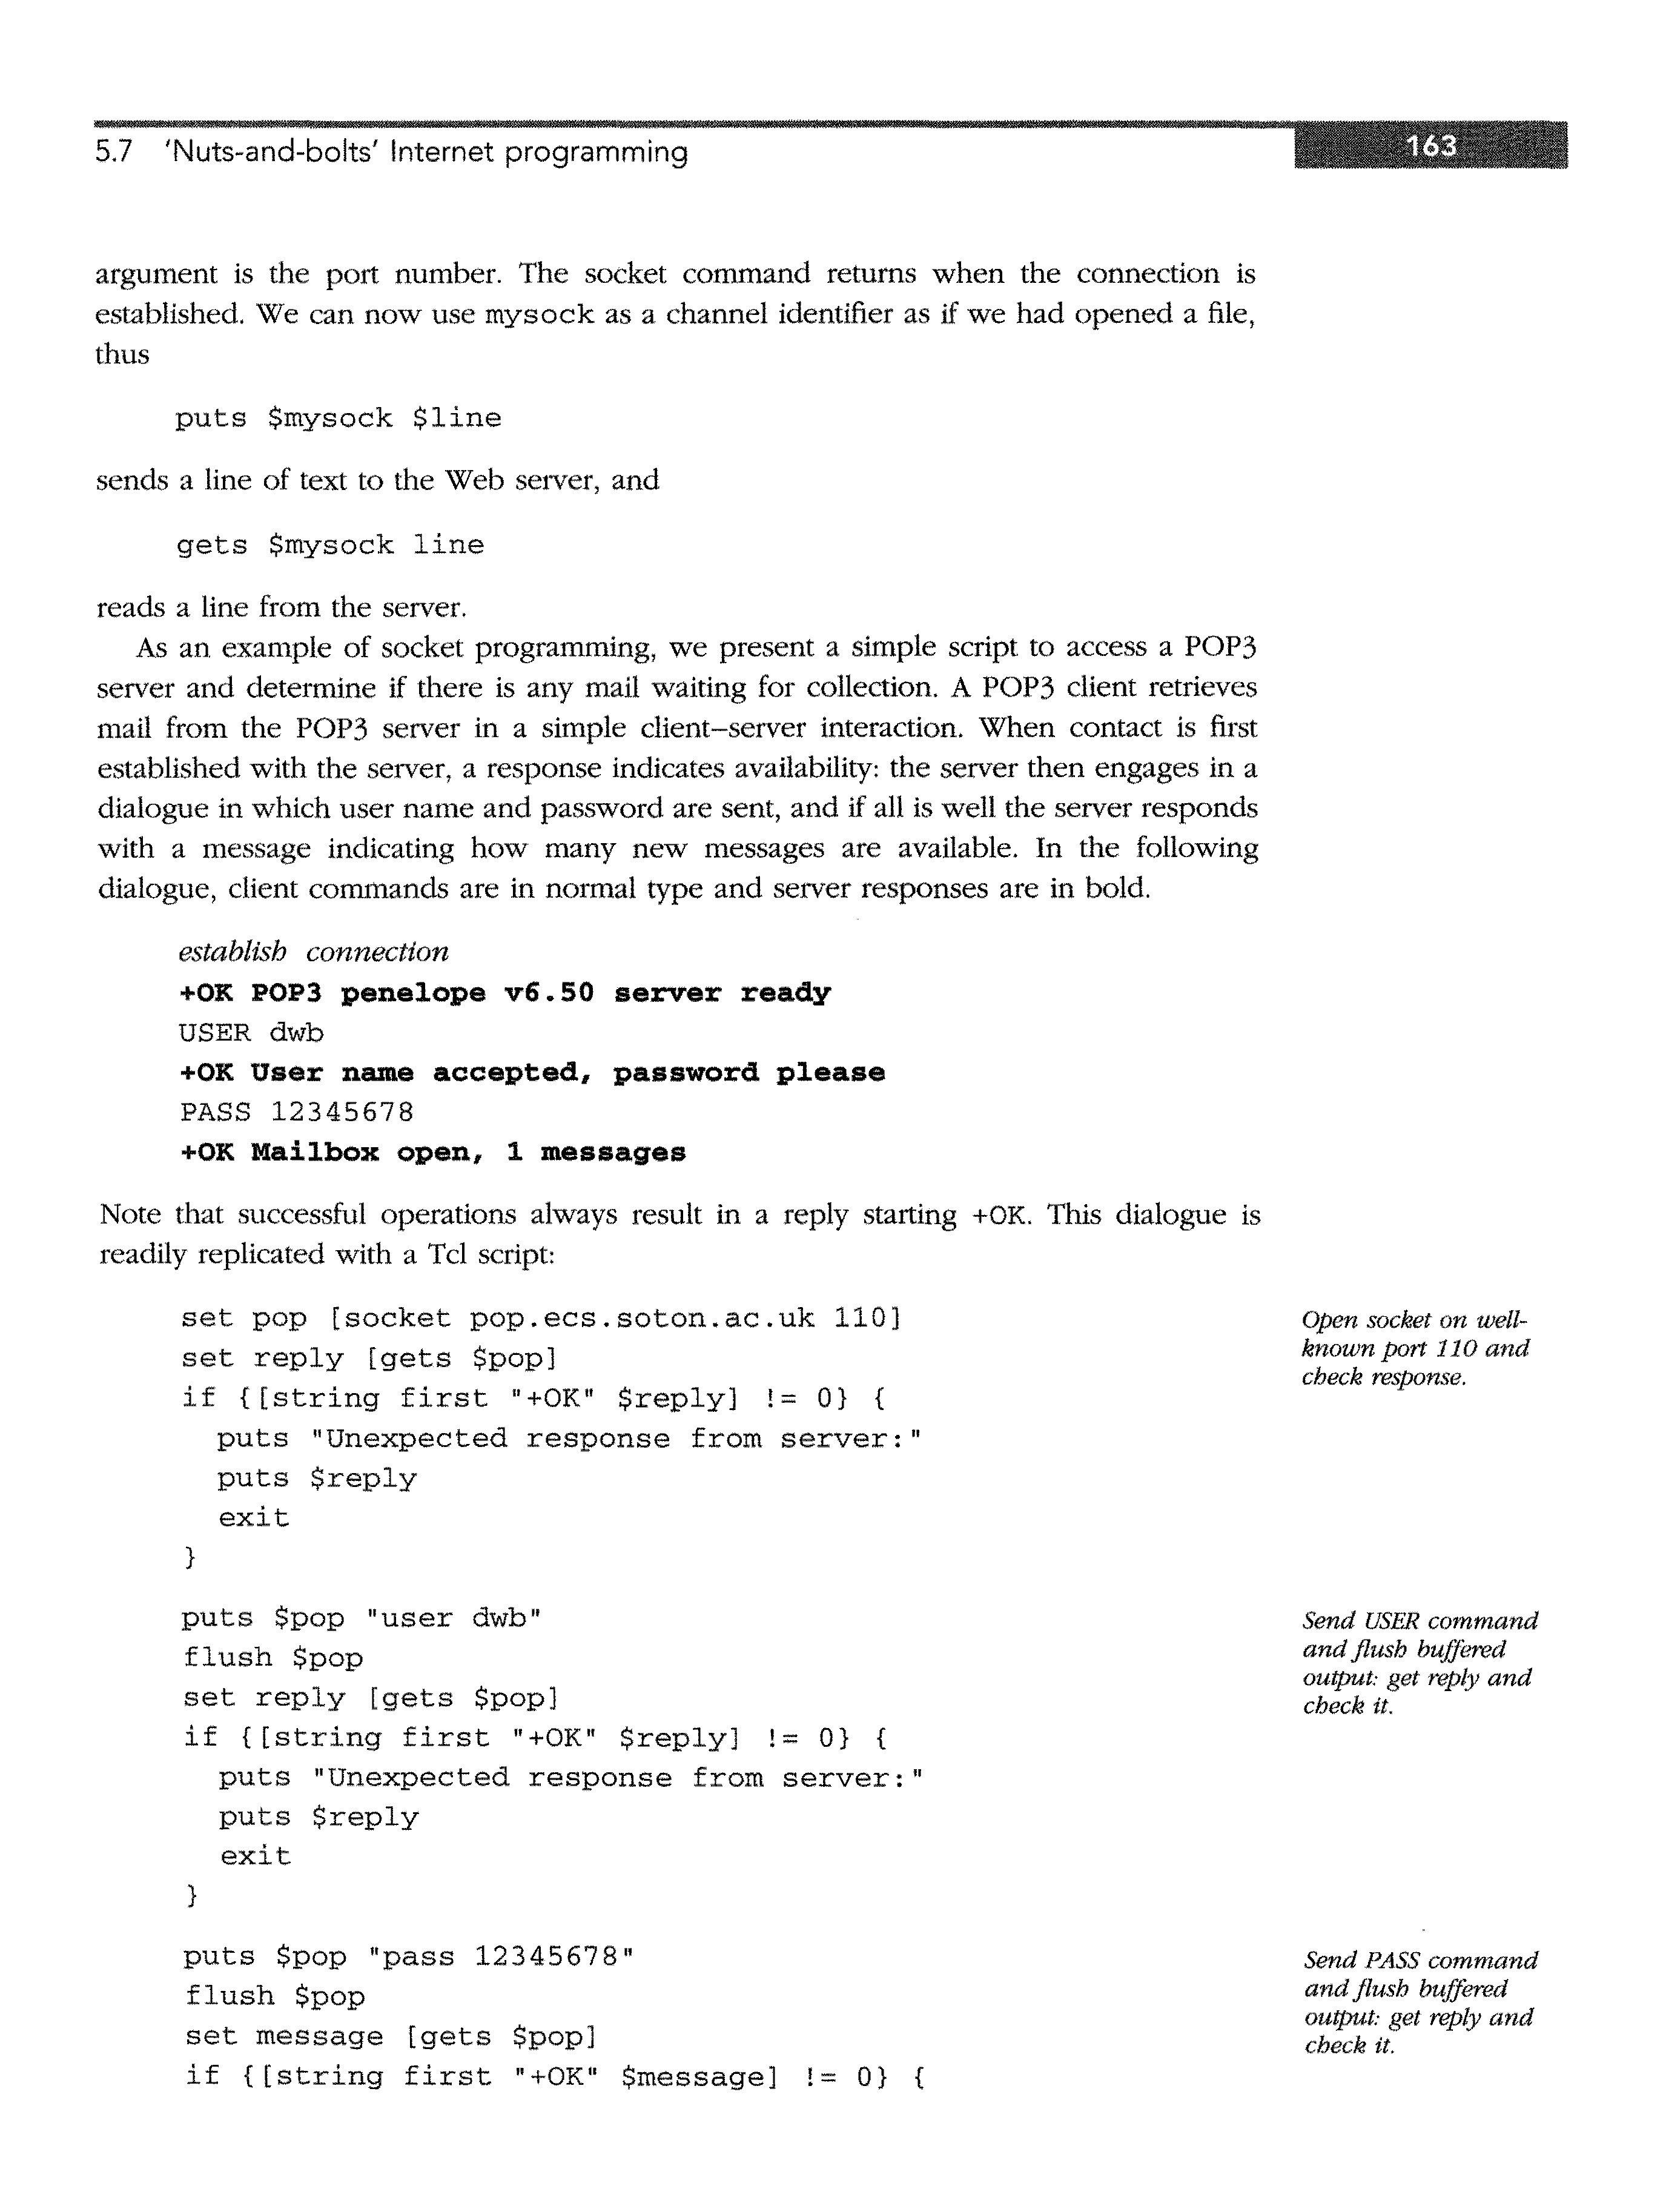 5.7 'Nuts-and-bolts' Internet programming
163
argument is the port number. The socket command returns when the connection is
established. We can now use mysock as a channel identifier as if we had opened a file,
thus
puts $mysock $line
sends a line of text to the Web server, and
gets $mysock line
reads a line from the server.
As an example of socket programming, we present a simple script to access a POP3
server and determine if there is any mail waiting for collection. A POP3 client retrieves
mail from the POP3 server in a simple client–server interaction. When contact is first
established with the server, a response indicates availability: the server then engages in a
dialogue in which user name and password are sent, and if all is well the server responds
with a message indicating how many new messages are available. In the following
dialogue, client commands are in normal type and server responses are in bold.
establish connection
+OK POP3 penelope v6.50 server ready
USER dwb
+OK User name accepted, password please
PASS 12345678
+OK Mailbox open, 1 messages
Note that successful operations always result in a reply starting +OK. This dialogue is
readily replicated with a Tcl script:
set pop [socket pop.ecs.soton.ac.uk 110]
set reply [gets $pop]
if {[string first "+OK" $reply] != 0} {
puts "Unexpected response from server:"
puts $reply
exit
}
Open socket on well-
known port 110 and
check response.
puts $pop "user dwb"
flush $pop
set reply [gets $pop]
if {[string first "+OK" $reply] != 0} {
puts "Unexpected response from server:"
puts $reply
exit
}
Send USER command
and flush buffered
output: get reply and
check it.
puts $pop "pass 12345678"
flush $pop
set message [gets $pop]
if {[string first "+OK" $message] != 0} {
Send PASS command
and flush buffered
output: get reply and
check it.